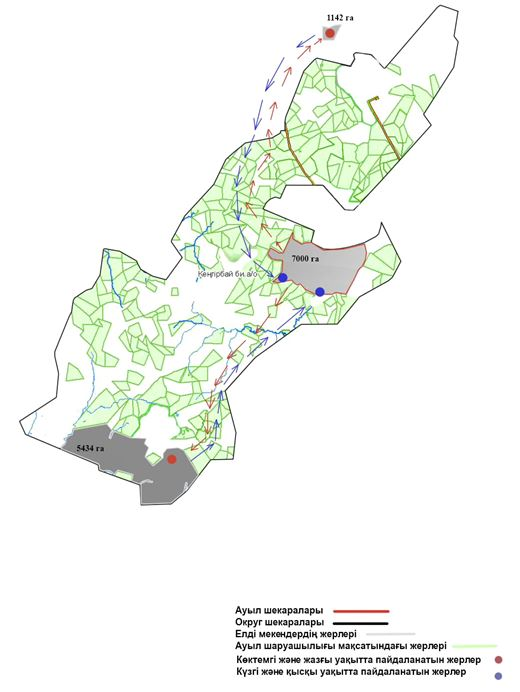 1142 га
7000 га
Кеңгірбай би а/о
5434 га
Ауыл шекаралары
Округ шекаралары
Елді мекендердің жерлері
Ауыл шаруашылығы мақсатындағы жерлері
Көктемгі және жазғы уақытта пайдаланатын жерлер
Күзгі және қысқы уақытта пайдаланатын жерлер